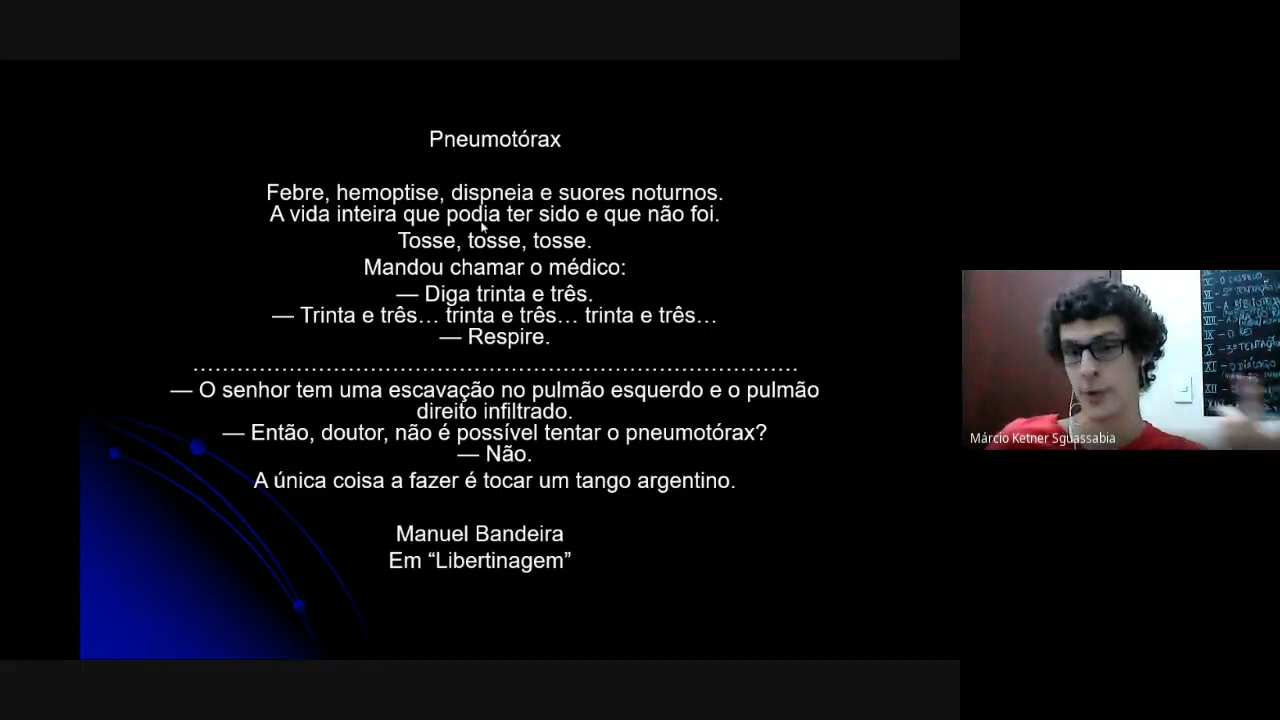 Pneumotórax
Febre, hemoptise, dispneia e suores noturnos.
A vida inteira que podia ter sido e que não foi.
Tosse, tosse, tosse.
Mandou chamar o médico:
— Diga trinta e três.
— Trinta e três… trinta e três… trinta e três…
— Respire.
…………………………………………………………………………
— O senhor tem uma escavação no pulmão esquerdo e o pulmão
direito infiltrado.
— Então, doutor, não é possível tentar o pneumotórax?
— Não.
A única coisa a fazer é tocar um tango argentino.
Manuel Bandeira
Em “Libertinagem”
Márcio Ketner Sguassabia